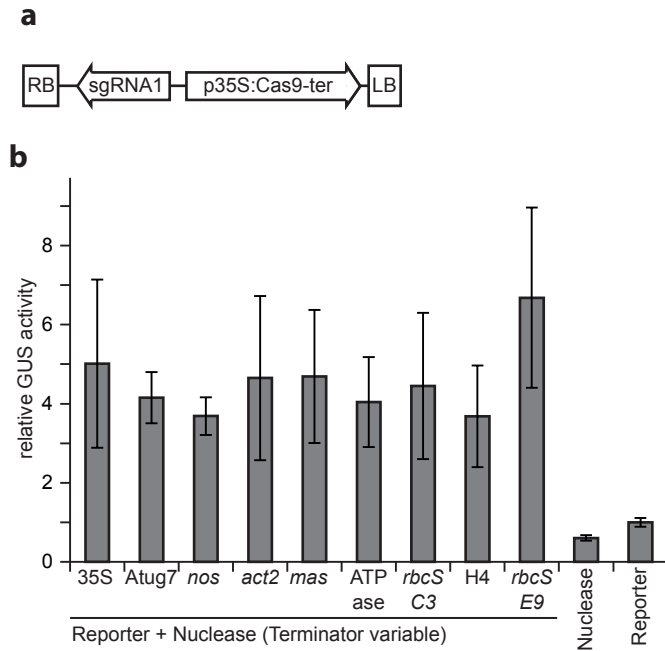 a
RB sgRNA1 p35S:Cas9-ter LB
b
relative GUS activity
8
6
4
2
0
35S Atug7 nos act2 mas ATP rbcS H4 rbcS
ase C3 E9
Nuclease
Reporter
Reporter + Nuclease (Terminator variable)